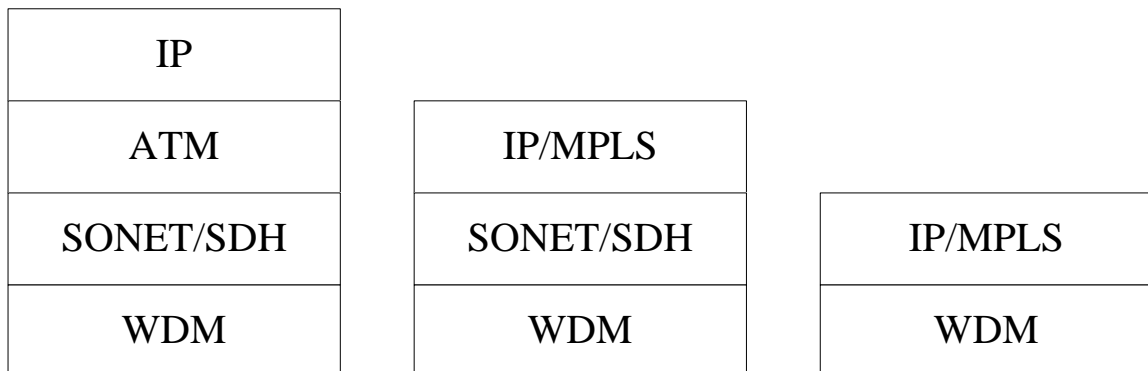 IP
ATM
SONET/SDH
WDM
IP/MPLS
SONET/SDH
WDM
IP/MPLS
WDM